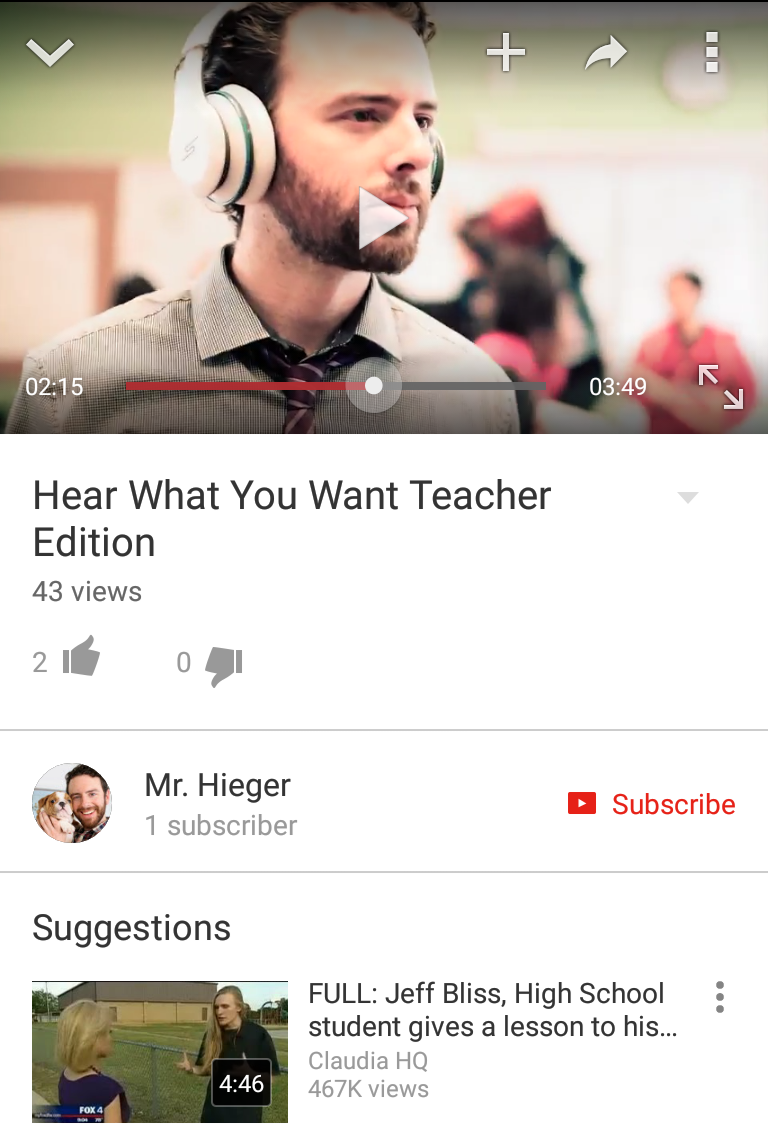 02:15
03:49
Hear What You Want Teacher
Edition
43 views
2
0
Mr. Hieger
1 subscriber
Subscribe
Suggestions
FULL: Jeff Bliss, High School
student gives a lesson to his...
Claudia HQ
467K views
4:46
FOX 4